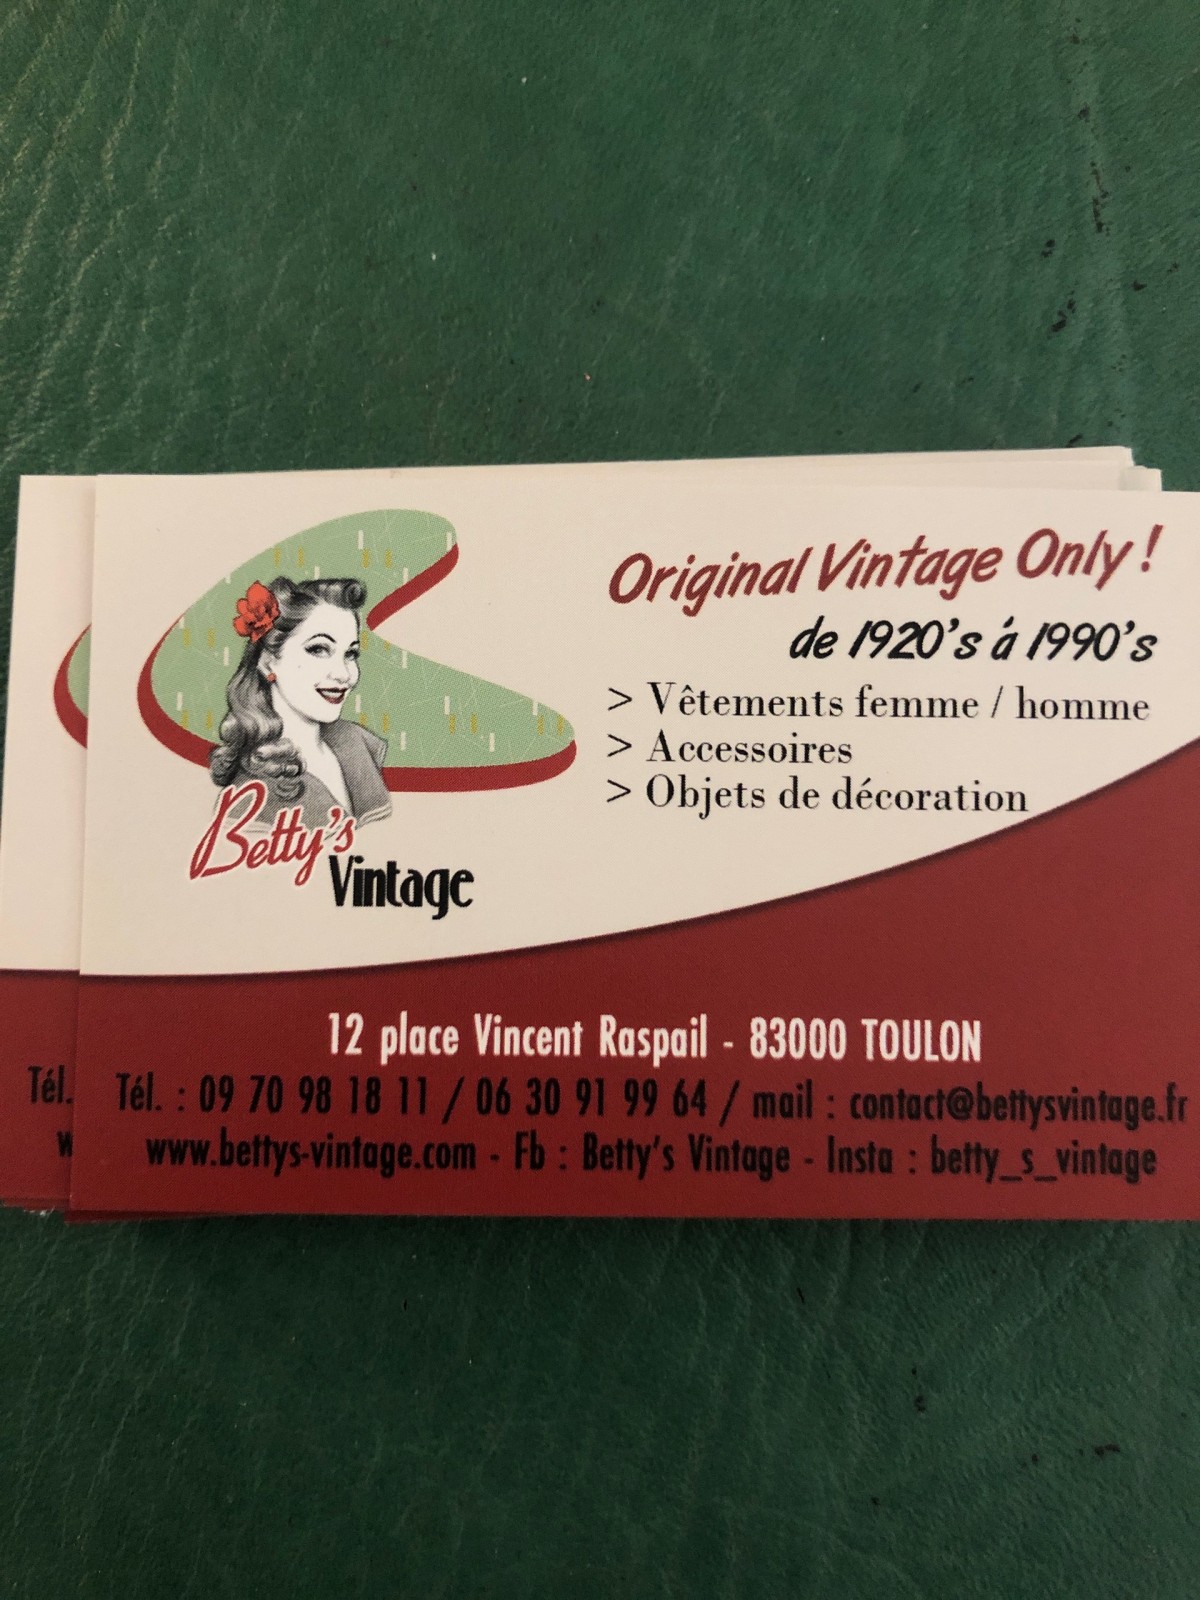 Original Vintage Only !
de 1920's à 1990's
> Vêtements femme / homme
> Accessoires
> Objets de décoration
Betty's
Vintage
12 place Vincent Raspail - 83000 TOULON
Tél. : 09 70 98 18 11 / 06 30 91 99 64 / mail : contact@bettysvintage.fr
www.bettys-vintage.com - Fb : Betty's Vintage - Insta : betty_s_vintage
Tél.
w